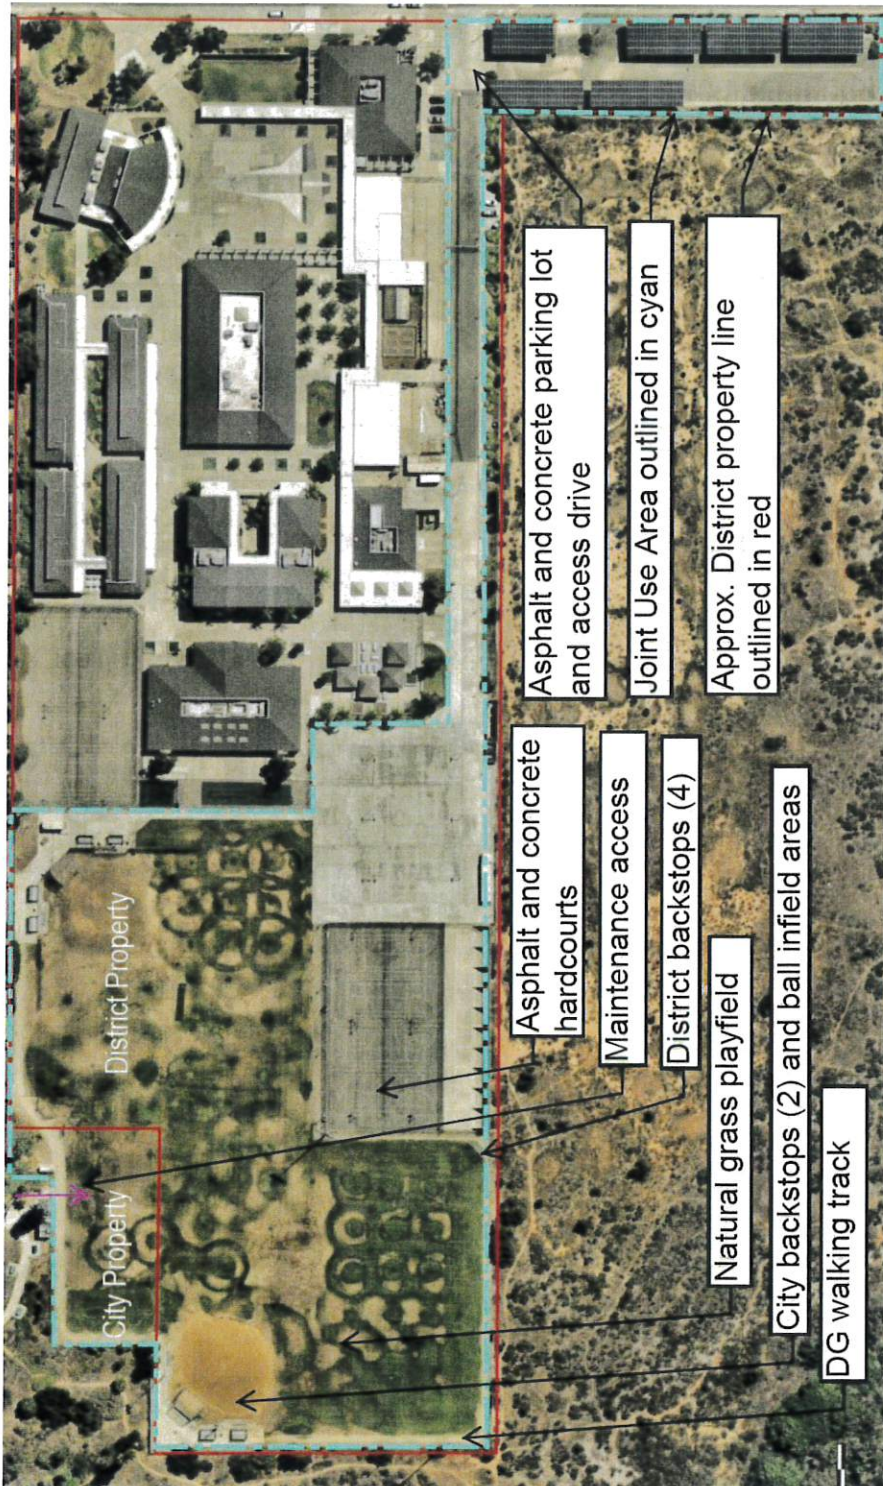 District Property
City Property
Asphalt and concrete parking lot
and access drive
Joint Use Area outlined in cyan
Approx. District property line
outlined in red
Asphalt and concrete
hardcourts
Maintenance access
District backstops (4)
Natural grass playfield
City backstops (2) and ball infield areas
DG walking track